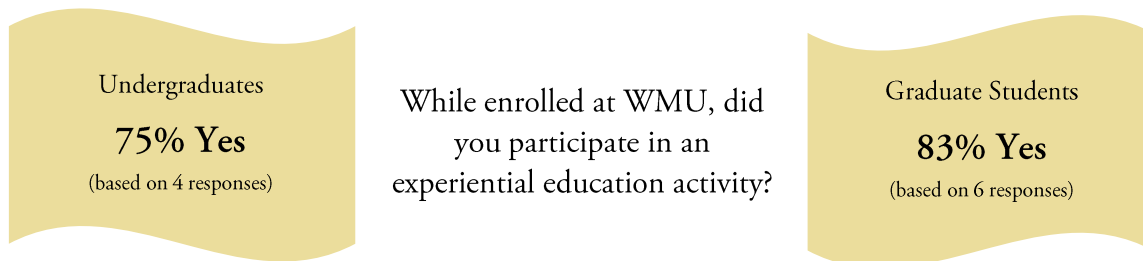 Undergraduates
75% Yes
(based on 4 responses)
While enrolled at WMU, did
you participate in an
experiential education activity?
Graduate Students
83% Yes
(based on 6 responses)